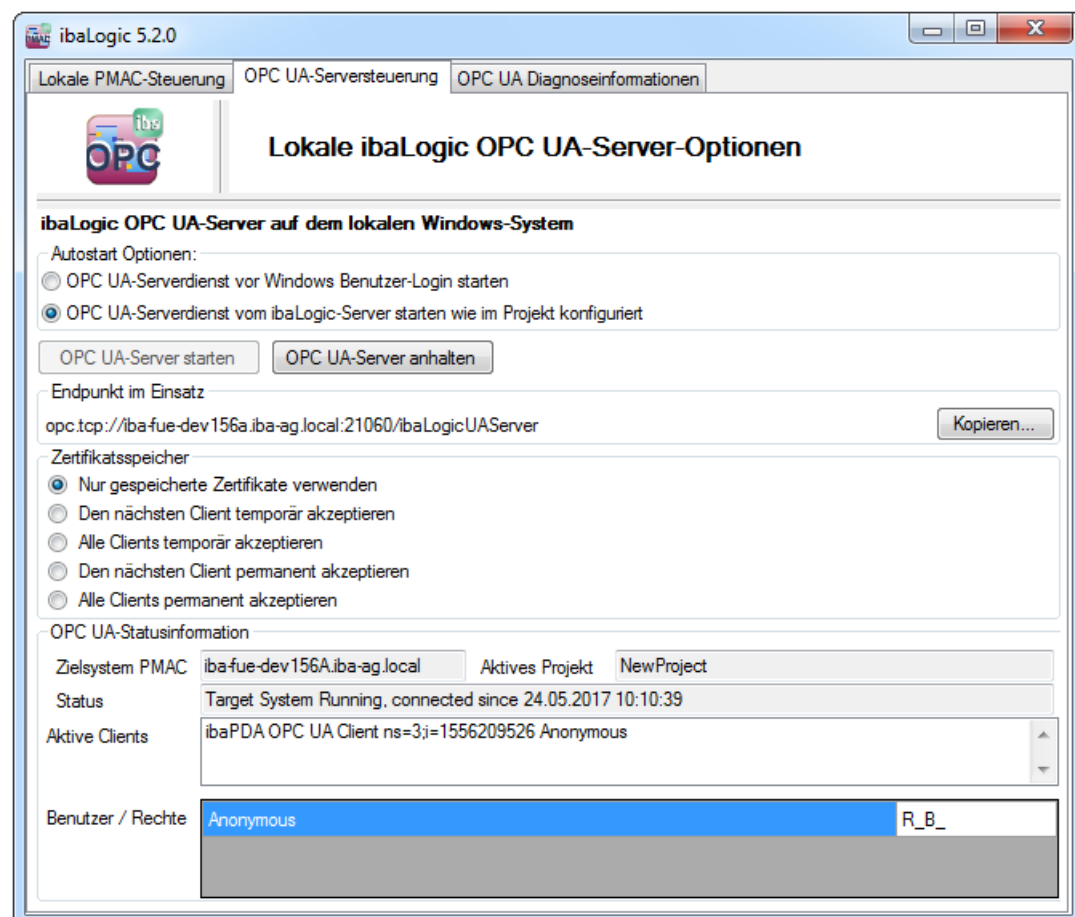 ibaLogic 5.2.0
Lokale PMAC-Steuerung OPC UA-Serversteuerung OPC UA Diagnoseinformationen
iba
OPC
Lokale ibaLogic OPC UA-Server-Optionen
ibaLogic OPC UA-Server auf dem lokalen Windows-System
Autostart Optionen:
OPC UA-Serverdienst vor Windows Benutzer-Login starten
OPC UA-Serverdienst vom ibaLogic-Server starten wie im Projekt konfiguriert
OPC UA-Server starten OPC UA-Server anhalten
Endpunkt im Einsatz
opc.tcp://iba-fue-dev156a.iba-ag.local:21060/ibaLogicUAServer Kopieren...
Zertifikatsspeicher
Nur gespeicherte Zertifikate verwenden
Den nächsten Client temporär akzeptieren
Alle Clients temporär akzeptieren
Den nächsten Client permanent akzeptieren
Alle Clients permanent akzeptieren
OPC UA-Statusinformation
Zielsystem PMAC iba-fue-dev156A.iba-ag.local Aktives Projekt NewProject
Status Target System Running, connected since 24.05.2017 10:10:39
Aktive Clients ibaPDA OPC UA Client ns=3;i=1556209526 Anonymous
Benutzer / Rechte Anonymous R_B_